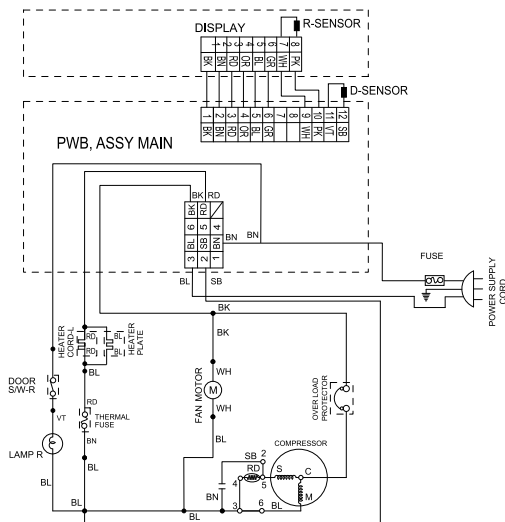 DISPLAY
R-SENSOR
1 2 3 4 5 6 7 8
BK BN RD OR BL GR WH PK
D-SENSOR
PWB, ASSY MAIN
1 2 3 4 5 6 7 8 9 10 11 12
BK BN RD OR BL GR WH PK VT SB
BK RD
BK RD
6 5 4
BL SB BN
3 2 1
BN
BN
BL SB
FUSE
POWER SUPPLY
CORD
BK
BK
HEATER
CORD-L
RD BL
RD BL
HEATER
PLATE
BL
BL
DOOR
S/W-R
VT
LAMP R
BL
RD
THERMAL
FUSE
BN
BL
BL
FAN MOTOR
WH
M
WH
BL
BL
OVER LOAD
PROTECTOR
COMPRESSOR
SB 2
RD
4 5
BN
3 6
BL
S C
M